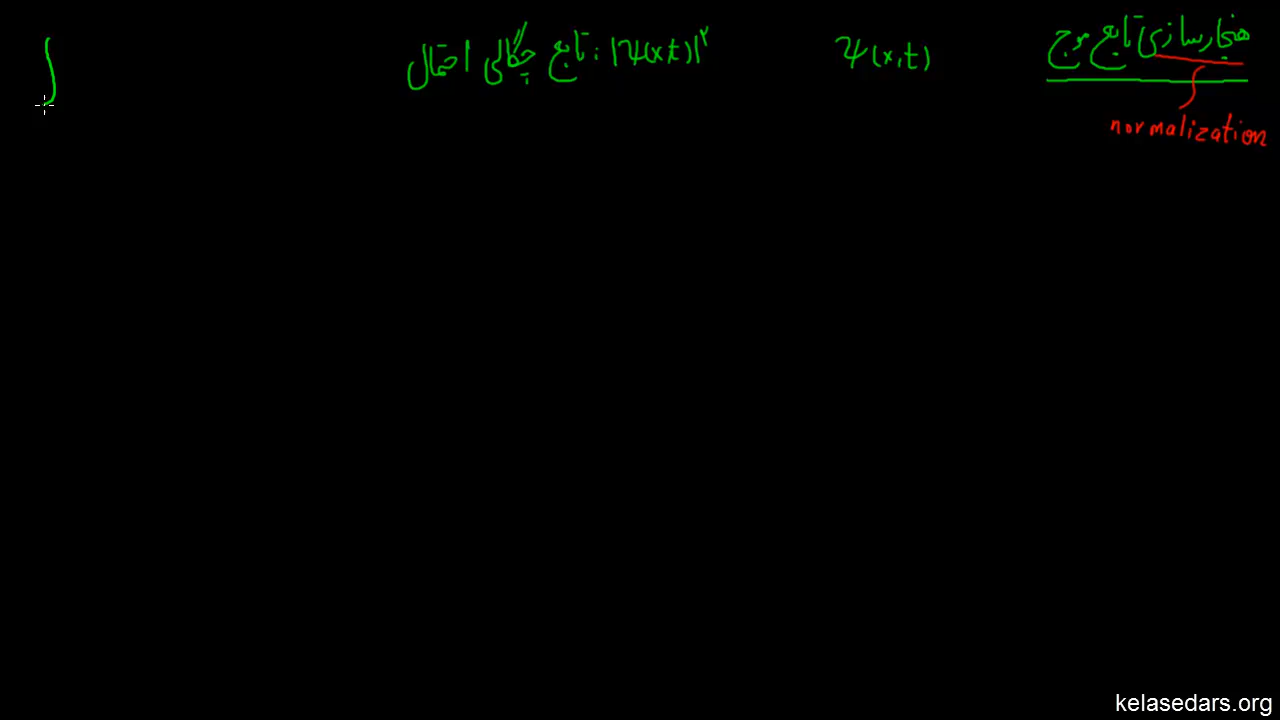 هنجارسازی تابع موج
normalization
Ψ(x,t)
|Ψ(x,t)|² : تابع چگالی احتمال
∫
kelasedars.org